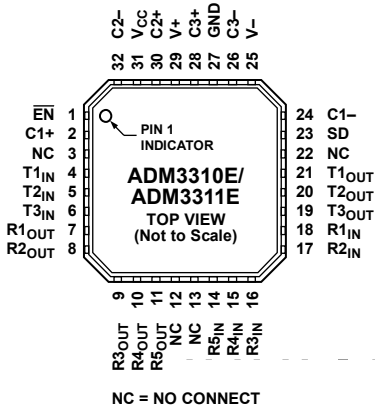 32 C2–
31 VCC
30 C2+
29 V+
28 C3+
27 GND
26 C3–
25 V–
EN 1
C1+ 2
NC 3
T1IN 4
T2IN 5
T3IN 6
R1OUT 7
R2OUT 8
PIN 1
INDICATOR
ADM3310E/
ADM3311E
TOP VIEW
(Not to Scale)
24 C1–
23 SD
22 NC
21 T1OUT
20 T2OUT
19 T3OUT
18 R1IN
17 R2IN
R3OUT 9
R4OUT 10
R5OUT 11
NC 12
NC 13
R5IN 14
R4IN 15
R3IN 16
NC = NO CONNECT